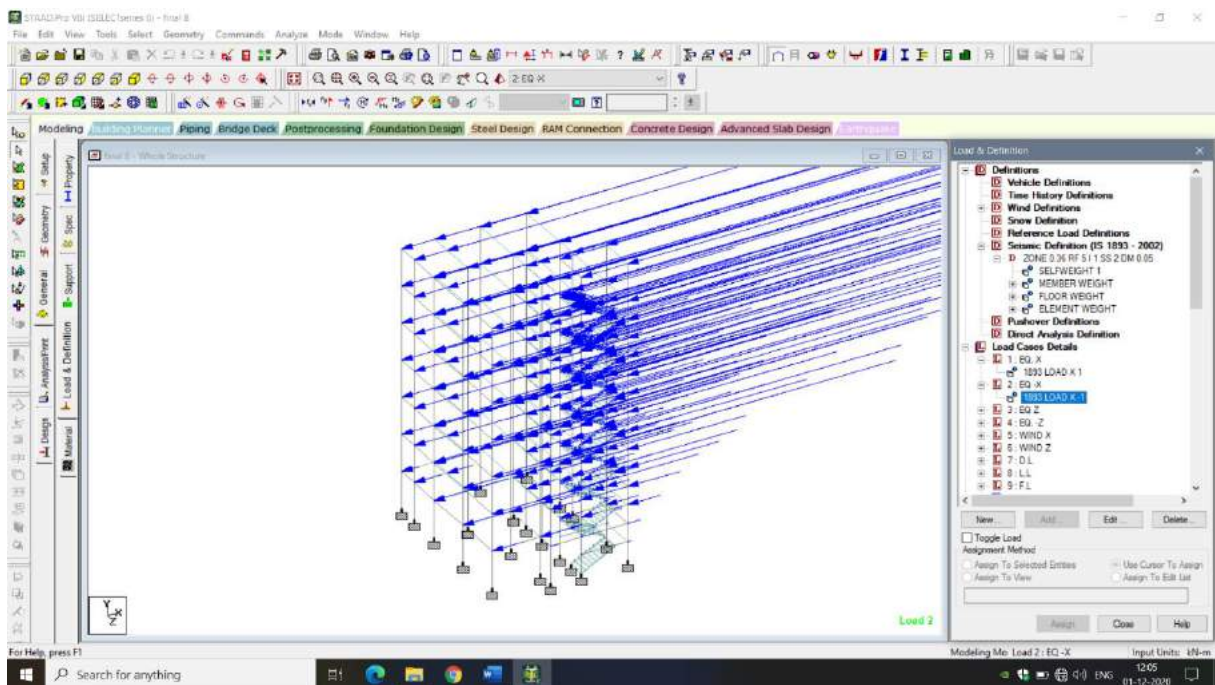 STAAD.Pro V8i (SELECTseries 6) - final 8
File Edit View Tools Select Geometry Commands Analyze Mode Window Help
2:EQ -X
Modeling Building Planner Piping Bridge Deck Postprocessing Foundation Design Steel Design RAM Connection Concrete Design Advanced Slab Design Earthquake
Setup
Geometry
General
Analysis/Print
Design
Property
Spec
Support
Load & Definition
Material
final 8 - Whole Structure
Y
X
Z
Load 2
Load & Definition
Definitions
Vehicle Definitions
Time History Definitions
Wind Definitions
Snow Definition
Reference Load Definitions
Seismic Definition (IS 1893 - 2002)
ZONE 0.36 RF 5 I 1 SS 2 DM 0.05
SELFWEIGHT 1
MEMBER WEIGHT
FLOOR WEIGHT
ELEMENT WEIGHT
Pushover Definitions
Direct Analysis Definition
Load Cases Details
1 : EQ. X
1893 LOAD X 1
2 : EQ -X
1893 LOAD X -1
3 : EQ Z
4 : EQ. -Z
5 : WIND X
6 : WIND Z
7 : D.L
8 : L.L
9 : F.L
New... Add... Edit... Delete...
Toggle Load
Assignment Method
Assign To Selected Entities Use Cursor To Assign
Assign To View Assign To Edit List
Assign Close Help
For Help, press F1
Modeling Mo Load 2 : EQ -X Input Units: kN-m
Search for anything
ENG
12:05
01-12-2020